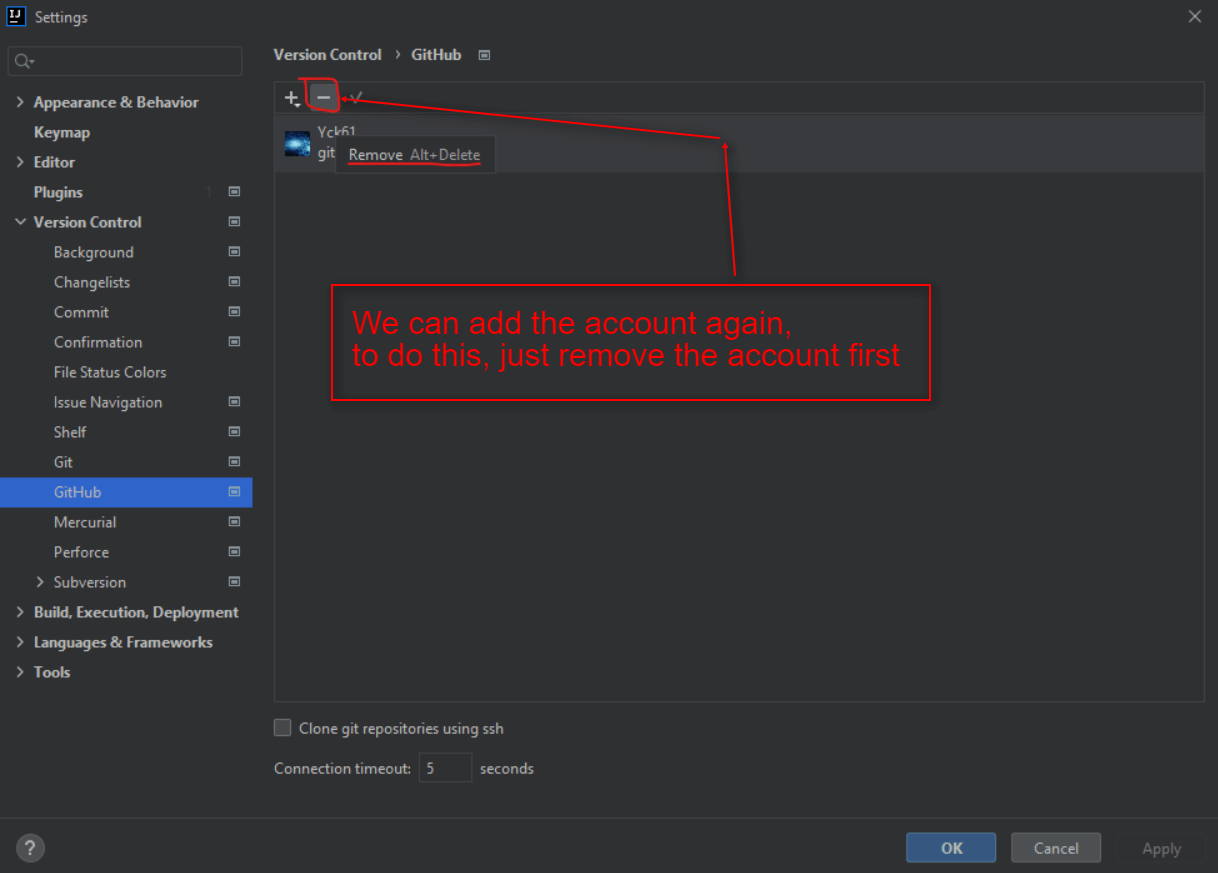 Settings
Version Control › GitHub
Appearance & Behavior
Keymap
Editor
Plugins 1
Version Control
Background
Changelists
Commit
Confirmation
File Status Colors
Issue Navigation
Shelf
Git
GitHub
Mercurial
Perforce
Subversion
Build, Execution, Deployment
Languages & Frameworks
Tools
Yck61
git
Remove Alt+Delete
We can add the account again,
to do this, just remove the account first
Clone git repositories using ssh
Connection timeout: 5 seconds
?
OK Cancel Apply